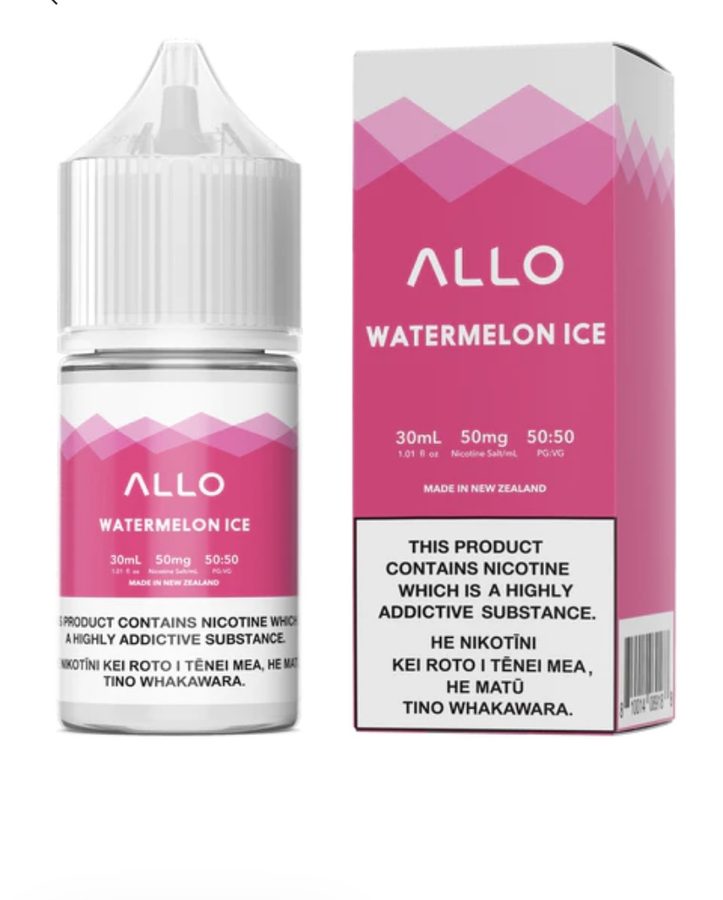 ALLO
WATERMELON ICE
30mL 50mg 50:50
1.01 fl oz Nicotine Salt/mL PG:VG
MADE IN NEW ZEALAND
PRODUCT CONTAINS NICOTINE WHICH
A HIGHLY ADDICTIVE SUBSTANCE.
NIKOTĪNI KEI ROTO I TĒNEI MEA, HE
TINO WHAKAWARA.
ALLO
WATERMELON ICE
30mL 50mg 50:50
1.01 fl oz Nicotine Salt/mL PG:VG
MADE IN NEW ZEALAND
THIS PRODUCT
CONTAINS NICOTINE
WHICH IS A HIGHLY
ADDICTIVE SUBSTANCE.
HE NIKOTĪNI
KEI ROTO I TĒNEI MEA,
HE MATŪ
TINO WHAKAWARA.